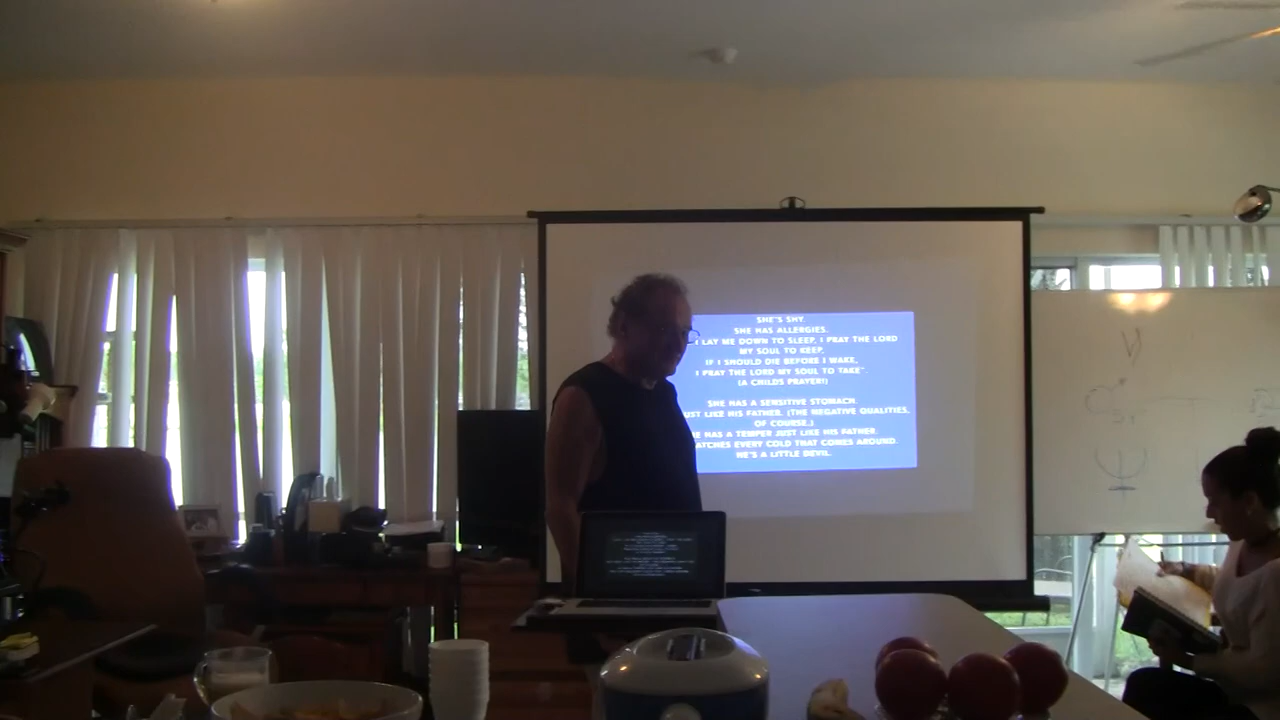 SHE'S SHY.
SHE HAS ALLERGIES.
I LAY ME DOWN TO SLEEP, I PRAY THE LORD
MY SOUL TO KEEP,
IF I SHOULD DIE BEFORE I WAKE,
I PRAY THE LORD MY SOUL TO TAKE".
(A CHILDS PRAYER!)
SHE HAS A SENSITIVE STOMACH.
JUST LIKE HIS FATHER. (THE NEGATIVE QUALITIES,
OF COURSE.)
HAS A TEMPER JUST LIKE HIS FATHER.
EVERY COLD THAT COMES AROUND.
HE'S A LITTLE DEVIL.